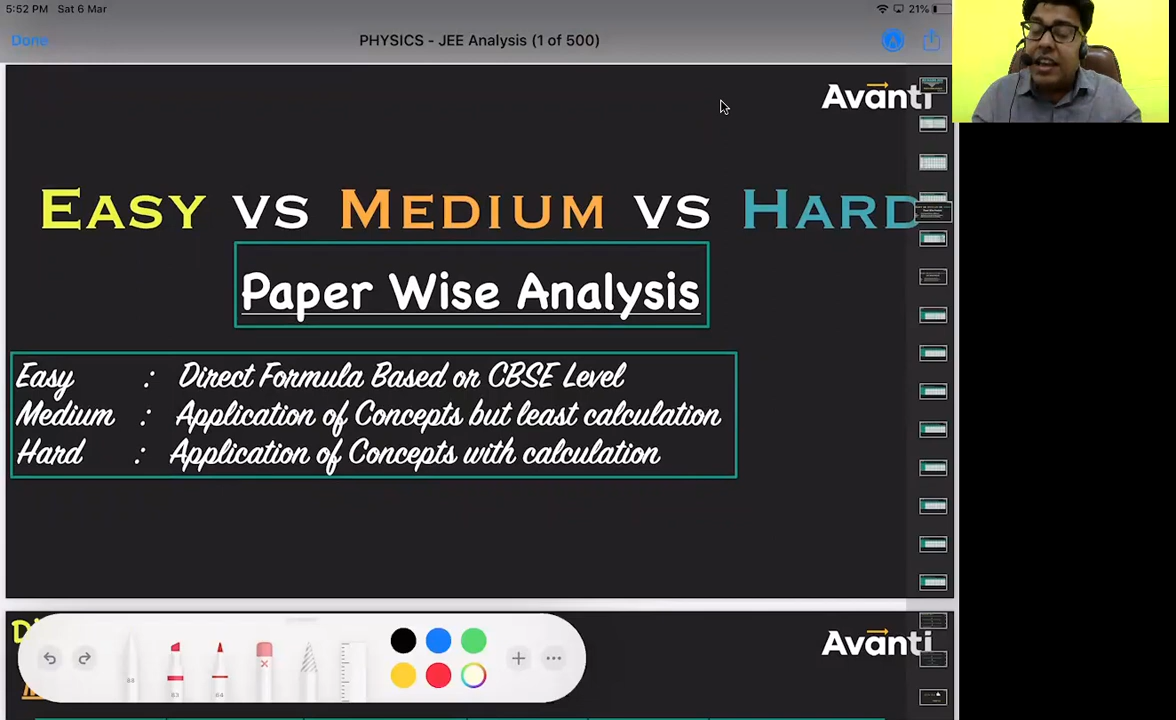 5:52 PM Sat 6 Mar
21%
Done
PHYSICS - JEE Analysis (1 of 500)
Avanti
EASY VS MEDIUM VS HARD
Paper Wise Analysis
Easy : Direct Formula Based or CBSE Level
Medium : Application of Concepts but least calculation
Hard : Application of Concepts with calculation
Avanti